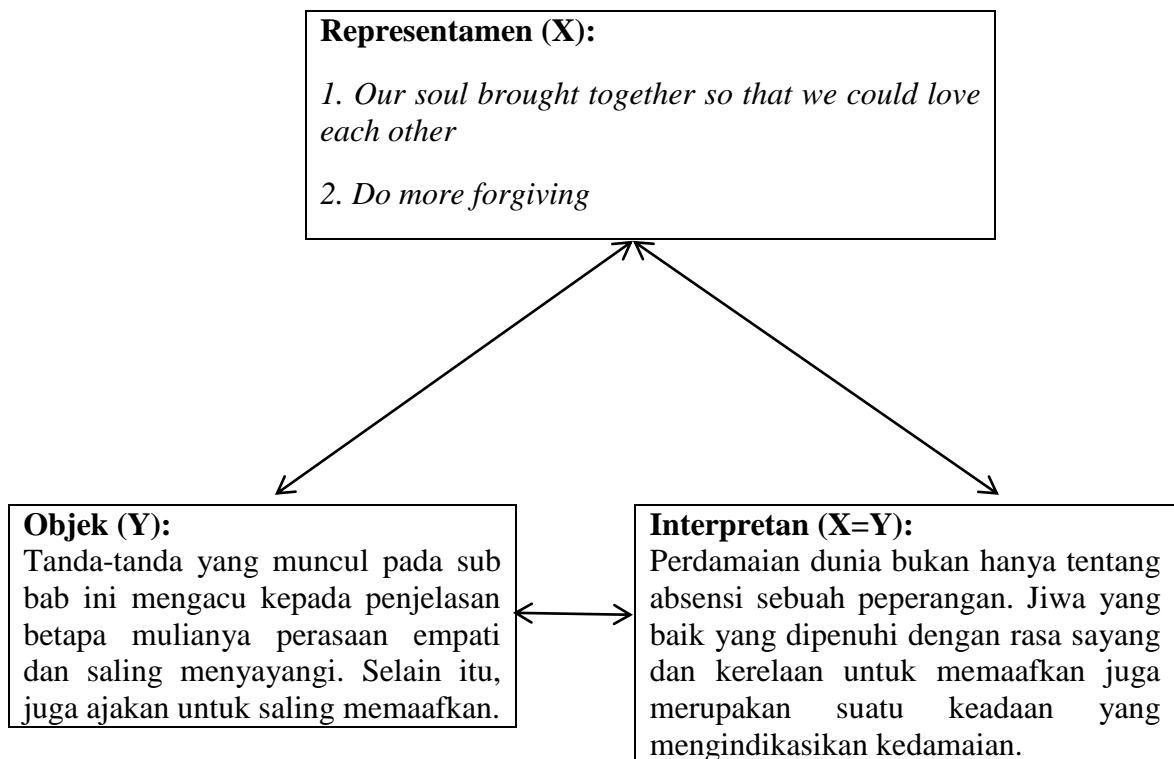 Representamen (X):
1. Our soul brought together so that we could love
each other
2. Do more forgiving
Objek (Y):
Tanda-tanda yang muncul pada sub
bab ini mengacu kepada penjelasan
betapa mulianya perasaan empati
dan saling menyayangi. Selain itu,
juga ajakan untuk saling memaafkan.
Interpretan (X=Y):
Perdamaian dunia bukan hanya tentang
absensi sebuah peperangan. Jiwa yang
baik yang dipenuhi dengan rasa sayang
dan kerelaan untuk memaafkan juga
merupakan suatu keadaan yang
mengindikasikan kedamaian.